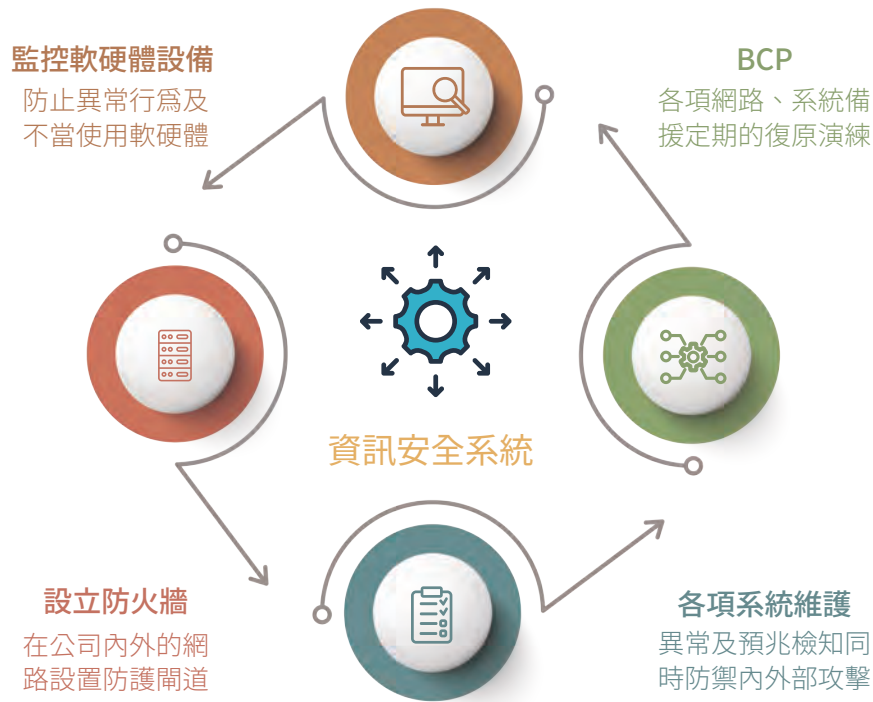 監控軟硬體設備
防止異常行爲及
不當使用軟硬體
BCP
各項網路、系統備
援定期的復原演練
資訊安全系統
設立防火牆
在公司內外的網
路設置防護閘道
各項系統維護
異常及預兆檢知同
時防禦內外部攻擊